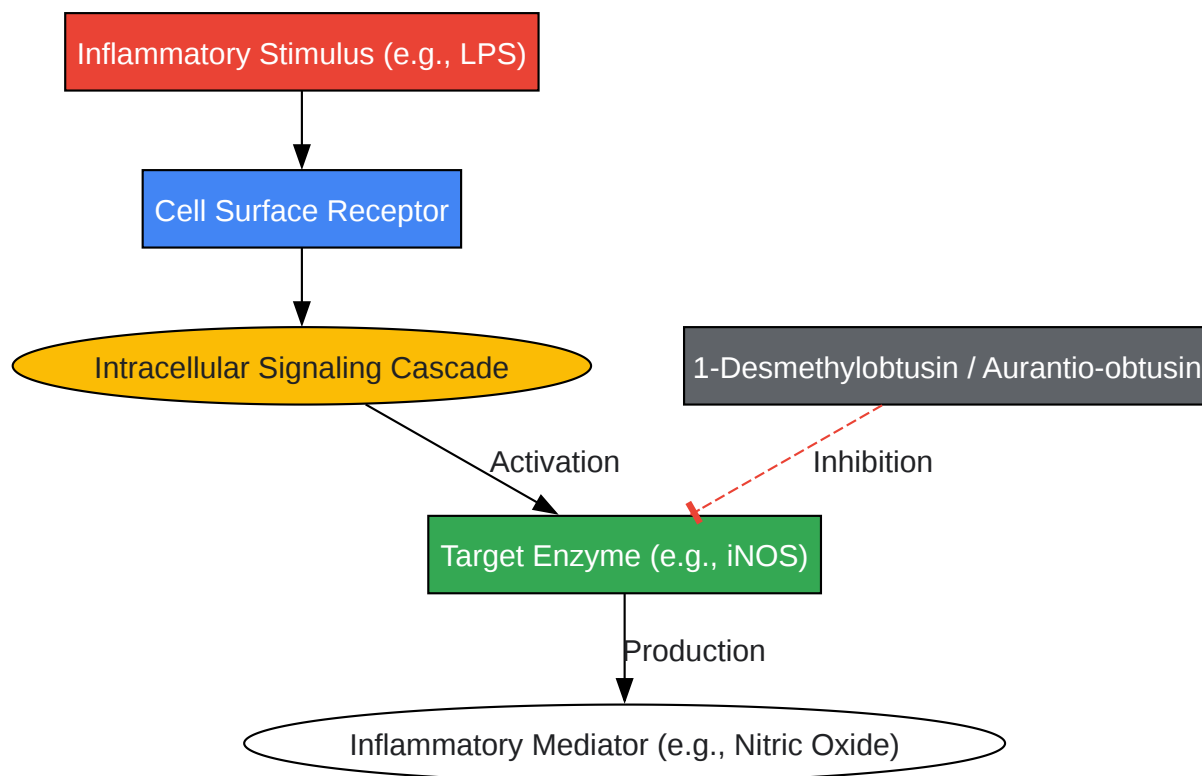 Inflammatory Stimulus (e.g., LPS)
Cell Surface Receptor
Intracellular Signaling Cascade
1-Desmethylobtusin / Aurantio-obtusin
Activation
Inhibition
Target Enzyme (e.g., iNOS)
Production
Inflammatory Mediator (e.g., Nitric Oxide)